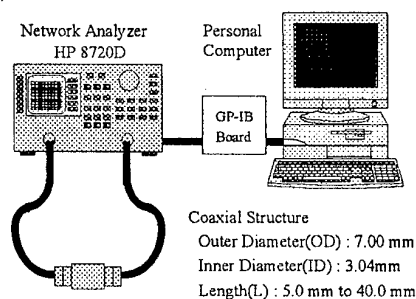 Network Analyzer
HP 8720D
Personal
Computer
GP-IB
Board
Coaxial Structure
Outer Diameter(OD) : 7.00 mm
Inner Diameter(ID) : 3.04mm
Length(L) : 5.0 mm to 40.0 mm